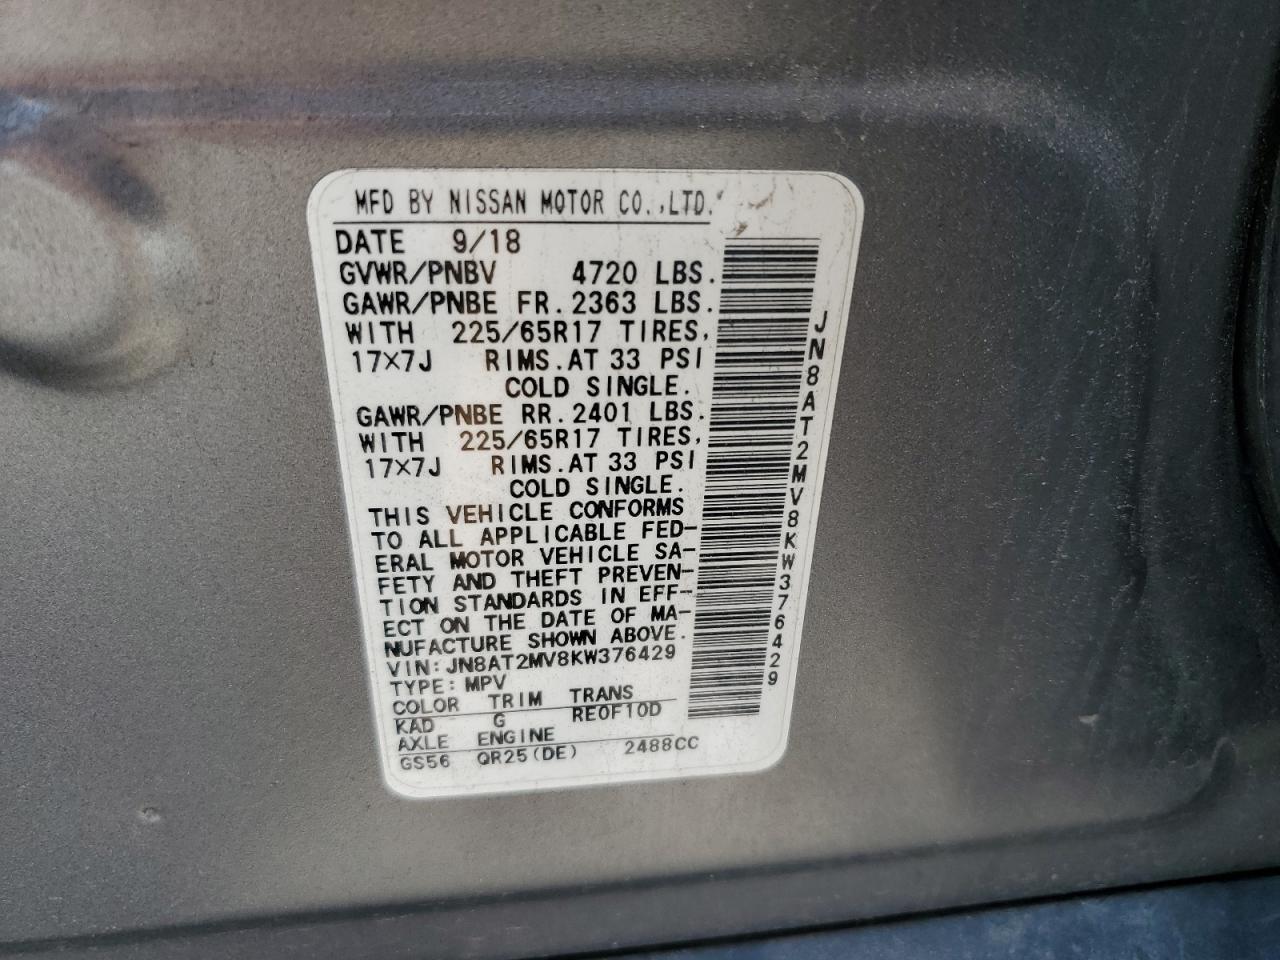 MFD BY NISSAN MOTOR CO.,LTD.
DATE 9/18
GVWR/PNBV 4720 LBS.
GAWR/PNBE FR.2363 LBS.
WITH 225/65R17 TIRES,
17×7J RIMS.AT 33 PSI
COLD SINGLE.
GAWR/PNBE RR.2401 LBS.
WITH 225/65R17 TIRES,
17×7J RIMS.AT 33 PSI
COLD SINGLE.
THIS VEHICLE CONFORMS
TO ALL APPLICABLE FED-
ERAL MOTOR VEHICLE SA-
FETY AND THEFT PREVEN-
TION STANDARDS IN EFF-
ECT ON THE DATE OF MA-
NUFACTURE SHOWN ABOVE.
VIN:JN8AT2MV8KW376429
TYPE:MPV
COLOR TRIM TRANS
KAD G RE0F10D
AXLE ENGINE
GS56 QR25(DE) 2488CC
JN8AT2MV8KW376429